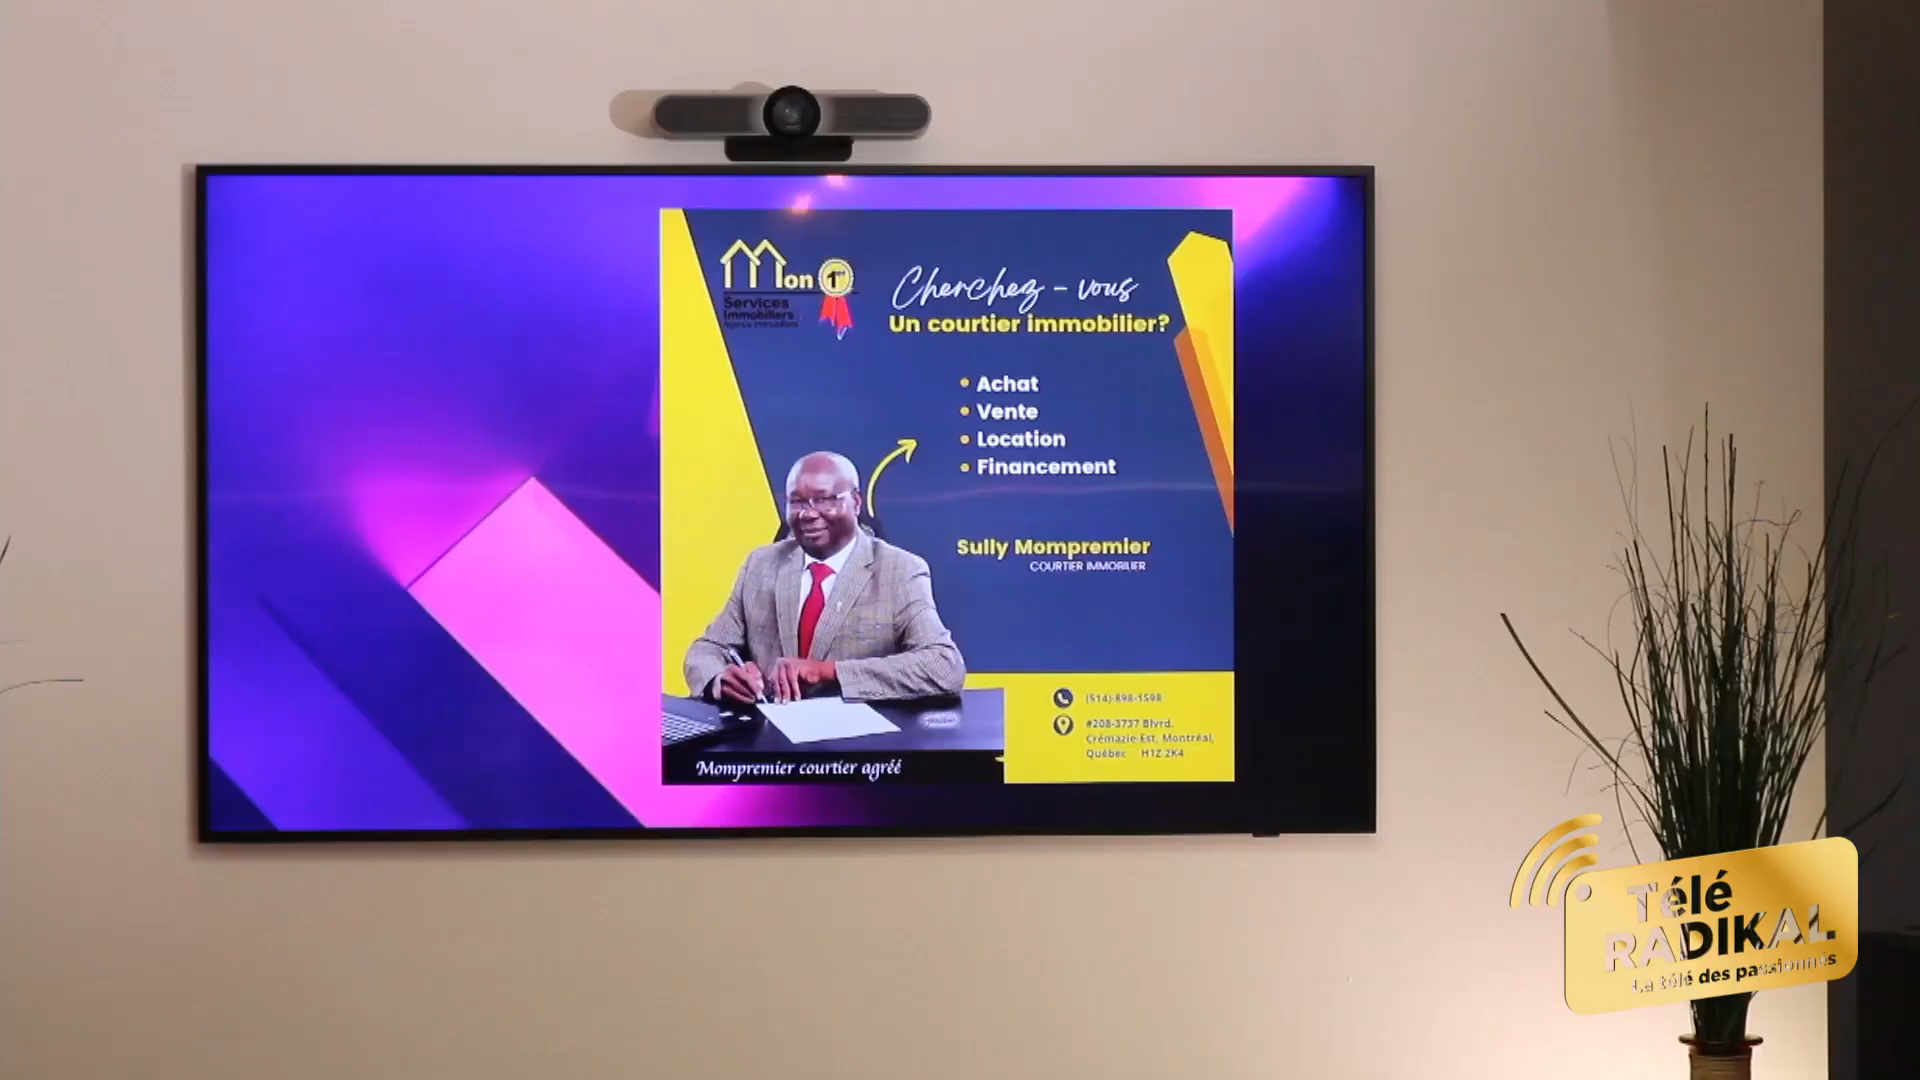 Mon 1er
Services
Immobiliers
Agence immobilière
Cherchez - vous
Un courtier immobilier?
• Achat
• Vente
• Location
• Financement
Sully Mompremier
COURTIER IMMOBILIER
(514)-898-1598
#208-3737 Blvrd.
Crémazie-Est, Montréal,
Québec H1Z 2K4
Mompremier courtier agréé
Télé
RADIKAL
La télé des passionnés